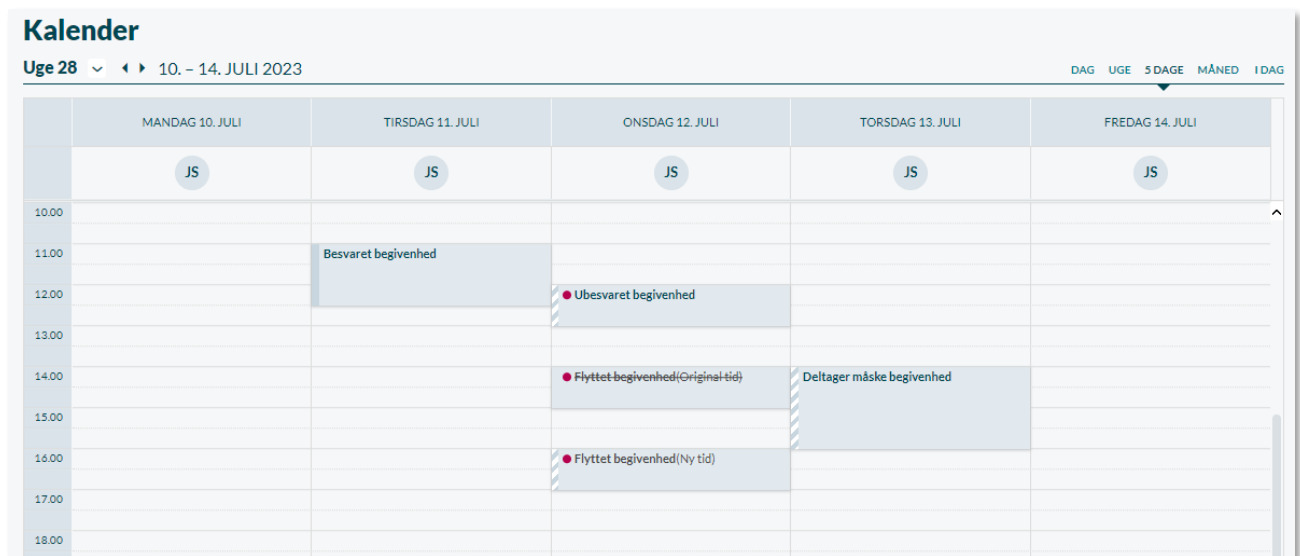 Kalender
Uge 28 10. – 14. JULI 2023
DAG UGE 5 DAGE MÅNED I DAG
MANDAG 10. JULI TIRSDAG 11. JULI ONSDAG 12. JULI TORSDAG 13. JULI FREDAG 14. JULI
JS JS JS JS JS
10.00
11.00 Besvaret begivenhed
12.00 Ubesvaret begivenhed
13.00
14.00 Flyttet begivenhed(Original tid) Deltager måske begivenhed
15.00
16.00 Flyttet begivenhed(Ny tid)
17.00
18.00